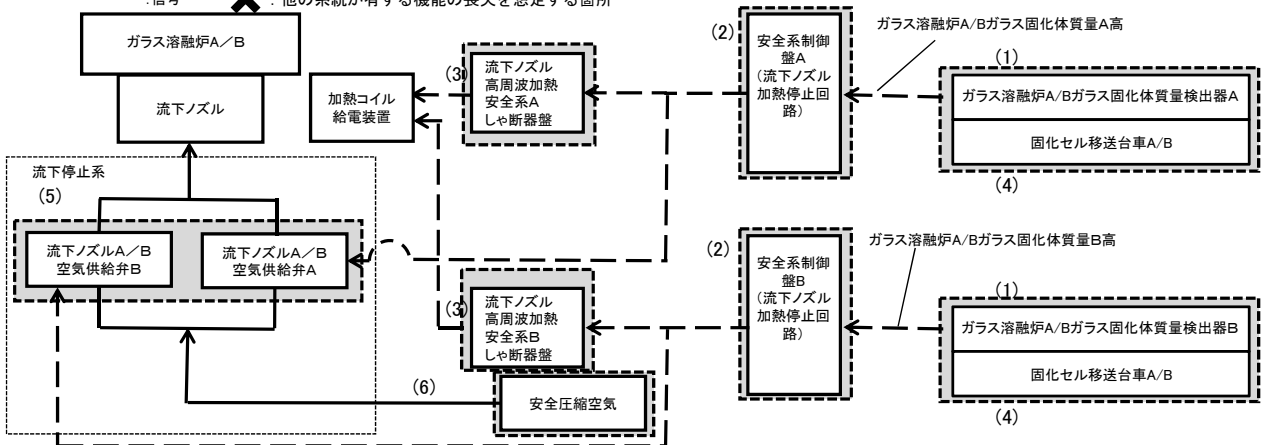 :信号 ✖ : 他の系統が有する機能の喪失を想定する箇所
ガラス溶融炉A/B
流下ノズル
加熱コイル
給電装置
(3)
流下ノズル
高周波加熱
安全系A
しゃ断器盤
(2)
安全系制御
盤A
(流下ノズル
加熱停止回
路)
ガラス溶融炉A/Bガラス固化体質量A高
(1)
ガラス溶融炉A/Bガラス固化体質量検出器A
固化セル移送台車A/B
(4)
流下停止系
(5)
流下ノズルA/B
空気供給弁B
流下ノズルA/B
空気供給弁A
(3)
流下ノズル
高周波加熱
安全系B
しゃ断器盤
(2)
安全系制御
盤B
(流下ノズル
加熱停止回
路)
ガラス溶融炉A/Bガラス固化体質量B高
(1)
ガラス溶融炉A/Bガラス固化体質量検出器B
固化セル移送台車A/B
(4)
(6)
安全圧縮空気